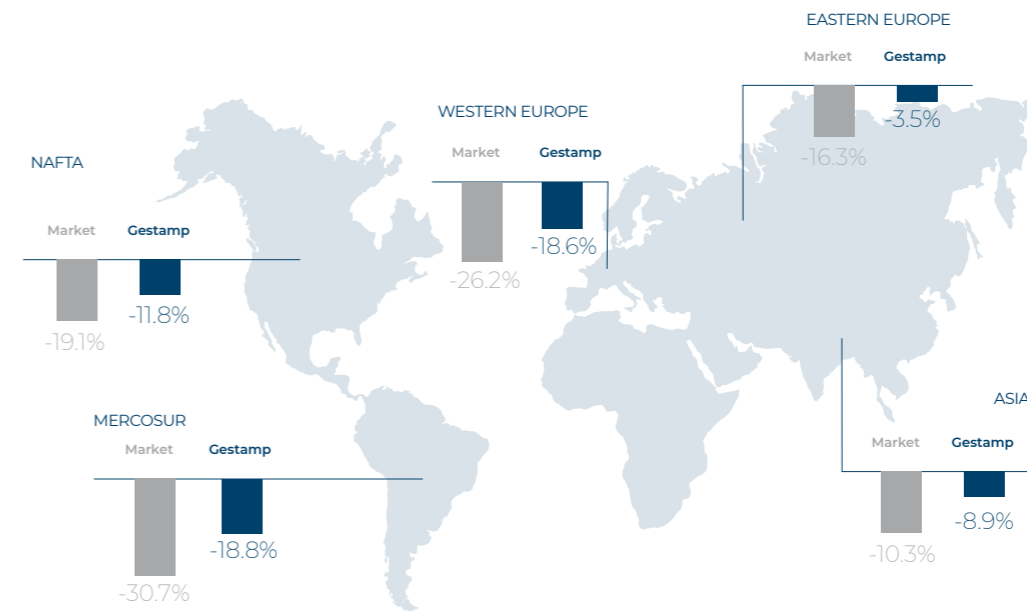 EASTERN EUROPE
Market Gestamp
-3.5%
-16.3%
WESTERN EUROPE
Market Gestamp
-18.6%
-26.2%
NAFTA
Market Gestamp
-11.8%
-19.1%
MERCOSUR
Market Gestamp
-18.8%
-30.7%
ASIA
Market Gestamp
-8.9%
-10.3%